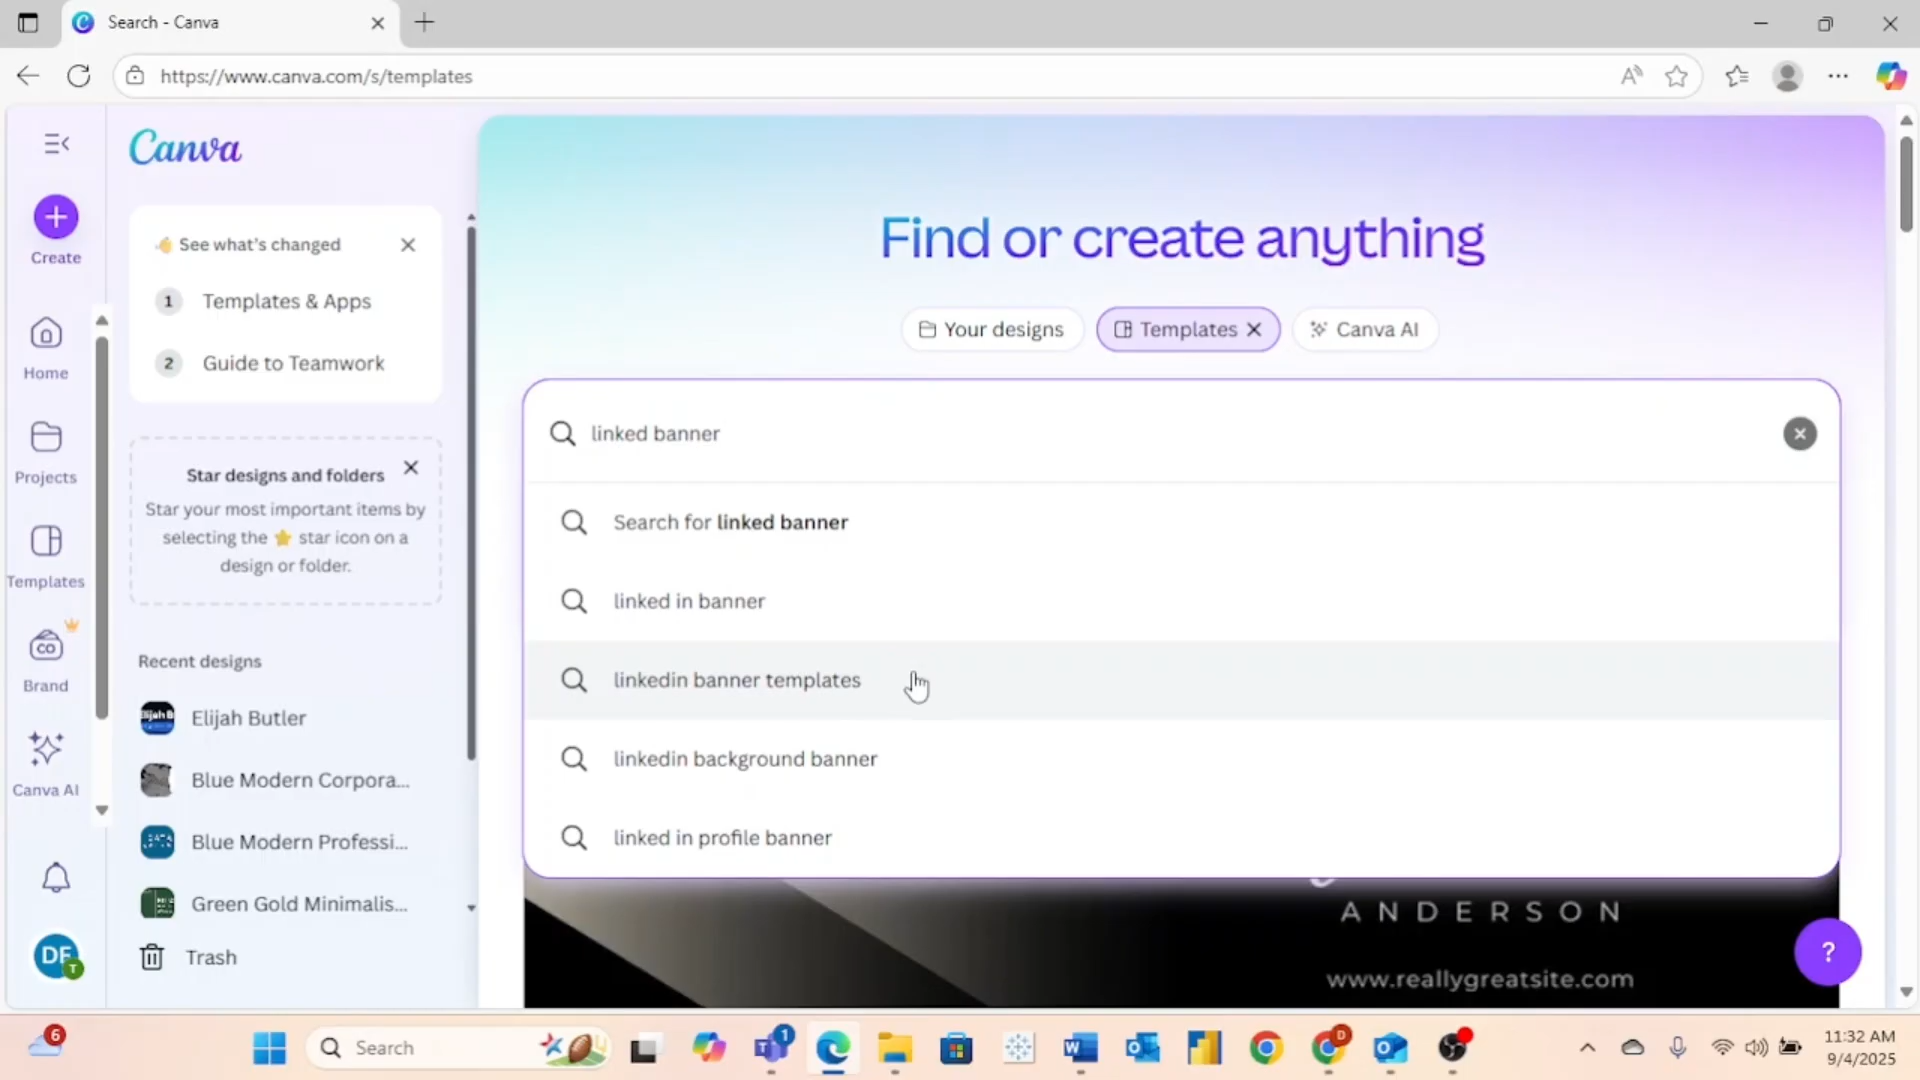 Search - Canva
https://www.canva.com/s/templates
Canva
Create
Home
Projects
Templates
Brand
Canva AI
DF
T
See what's changed
1 Templates & Apps
2 Guide to Teamwork
Star designs and folders
Star your most important items by
selecting the ⭐ star icon on a
design or folder.
Recent designs
Elijah Butler
Blue Modern Corpora...
Blue Modern Professi...
Green Gold Minimalis...
Trash
Find or create anything
Your designs
Templates
Canva AI
linked banner
Search for linked banner
linked in banner
linkedin banner templates
linkedin background banner
linked in profile banner
ANDERSON
www.reallygreatsite.com
?
6
Search
1
D
11:32 AM
9/4/2025